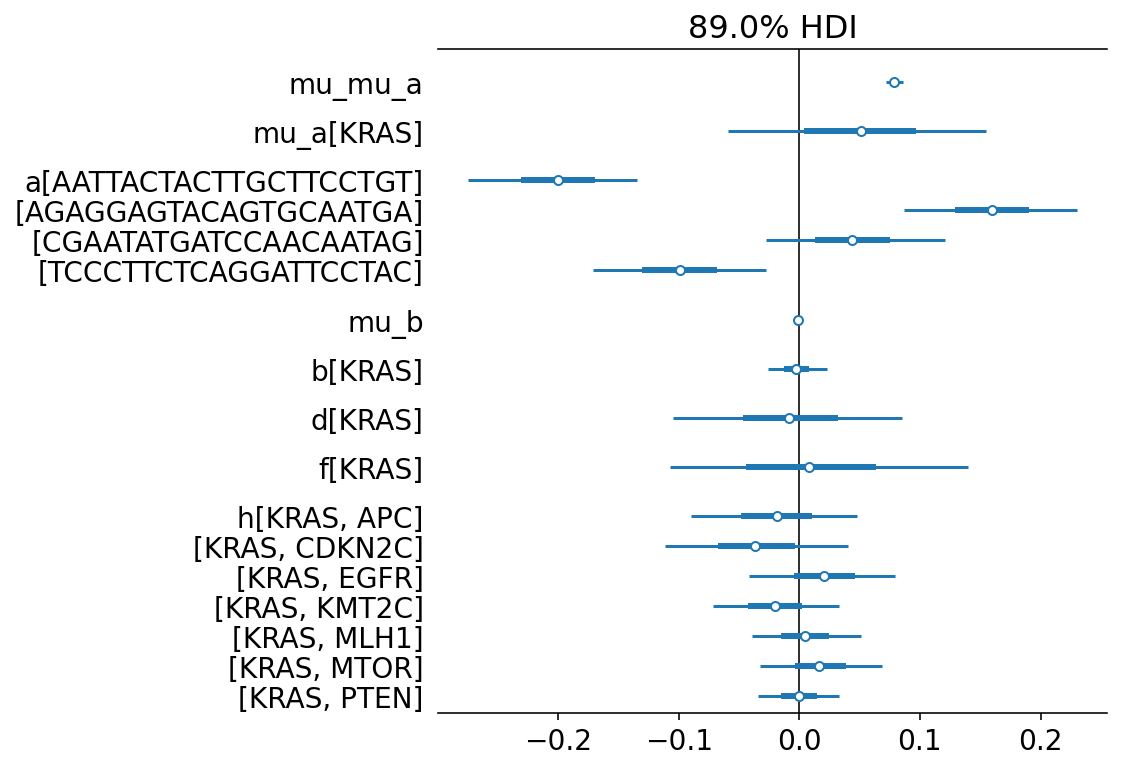 89.0% HDI
mu_mu_a
mu_a[KRAS]
a[AATTACTACTTGCTTCCTGT]
[AGAGGAGTACAGTGCAATGA]
[CGAATATGATCCAACAATAG]
[TCCCTTCTCAGGATTCCTAC]
mu_b
b[KRAS]
d[KRAS]
f[KRAS]
h[KRAS, APC]
[KRAS, CDKN2C]
[KRAS, EGFR]
[KRAS, KMT2C]
[KRAS, MLH1]
[KRAS, MTOR]
[KRAS, PTEN]
−0.2 −0.1 0.0 0.1 0.2